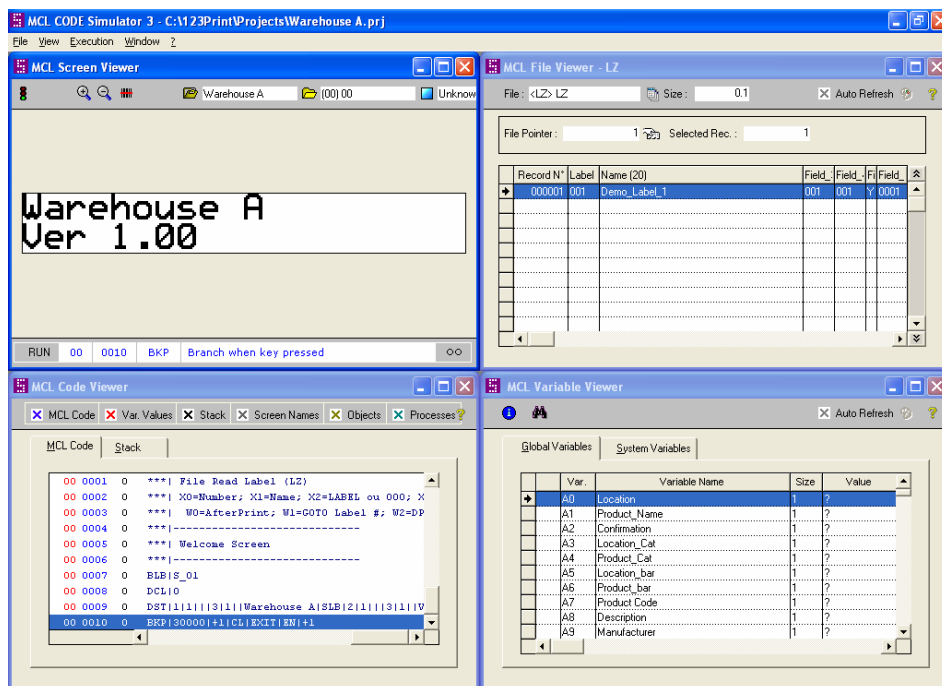 MCL CODE Simulator 3 - C:\123Print\Projects\Warehouse A.prj
File View Execution Window ?
MCL Screen Viewer
Warehouse A (00) 00 Unknow
Warehouse A
Ver 1.00
RUN 00 0010 BKP Branch when key pressed
MCL File Viewer - LZ
File : <LZ> LZ Size : 0.1 Auto Refresh
File Pointer : 1 Selected Rec. : 1
Record N° Label Name (20) Field_ Field_ Fi Field_
000001 001 Demo_Label_1 001 001 Y 0001
MCL Code Viewer
MCL Code Var. Values Stack Screen Names Objects Processes
MCL Code Stack
00 0001 0 ***| File Read Label (LZ)
00 0002 0 ***| X0=Number; X1=Name; X2=LABEL ou 000; X
00 0003 0 ***| W0=AfterPrint; W1=GOTO Label #; W2=DP
00 0004 0 ***|------------------------------
00 0005 0 ***| Welcome Screen
00 0006 0 ***|------------------------------
00 0007 0 BLB|S_01
00 0008 0 DCL|0
00 0009 0 DST|1|1|||3|1||Warehouse A|SLB|2|1|||3|1||V
00 0010 0 BKP|30000|+1|CL|EXIT|EN|+1
MCL Variable Viewer
Auto Refresh
Global Variables System Variables
Var. Variable Name Size Value
A0 Location 1 ?
A1 Product_Name 1 ?
A2 Confirmation 1 ?
A3 Location_Cat 1 ?
A4 Product_Cat 1 ?
A5 Location_bar 1 ?
A6 Product_bar 1 ?
A7 Product Code 1 ?
A8 Description 1 ?
A9 Manufacturer 1 ?